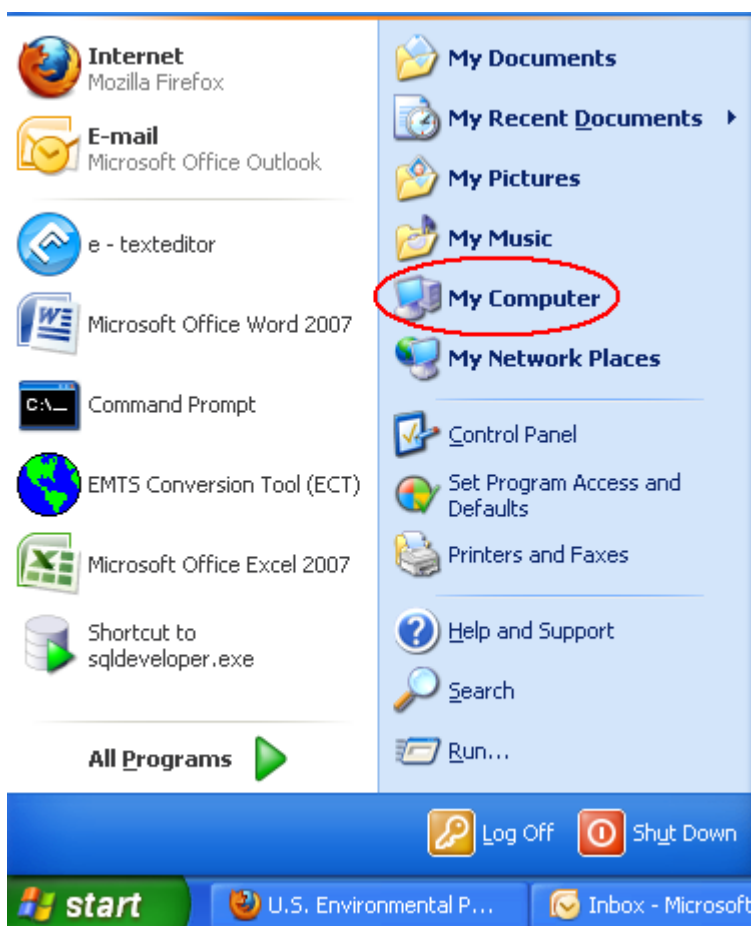 Internet
Mozilla Firefox
E-mail
Microsoft Office Outlook
e - texteditor
Microsoft Office Word 2007
C:\_
Command Prompt
EMTS Conversion Tool (ECT)
Microsoft Office Excel 2007
Shortcut to
sqldeveloper.exe
All Programs
My Documents
My Recent Documents
My Pictures
My Music
My Computer
My Network Places
Control Panel
Set Program Access and
Defaults
Printers and Faxes
Help and Support
Search
Run...
Log Off
Shut Down
start
U.S. Environmental P...
Inbox - Microsoft